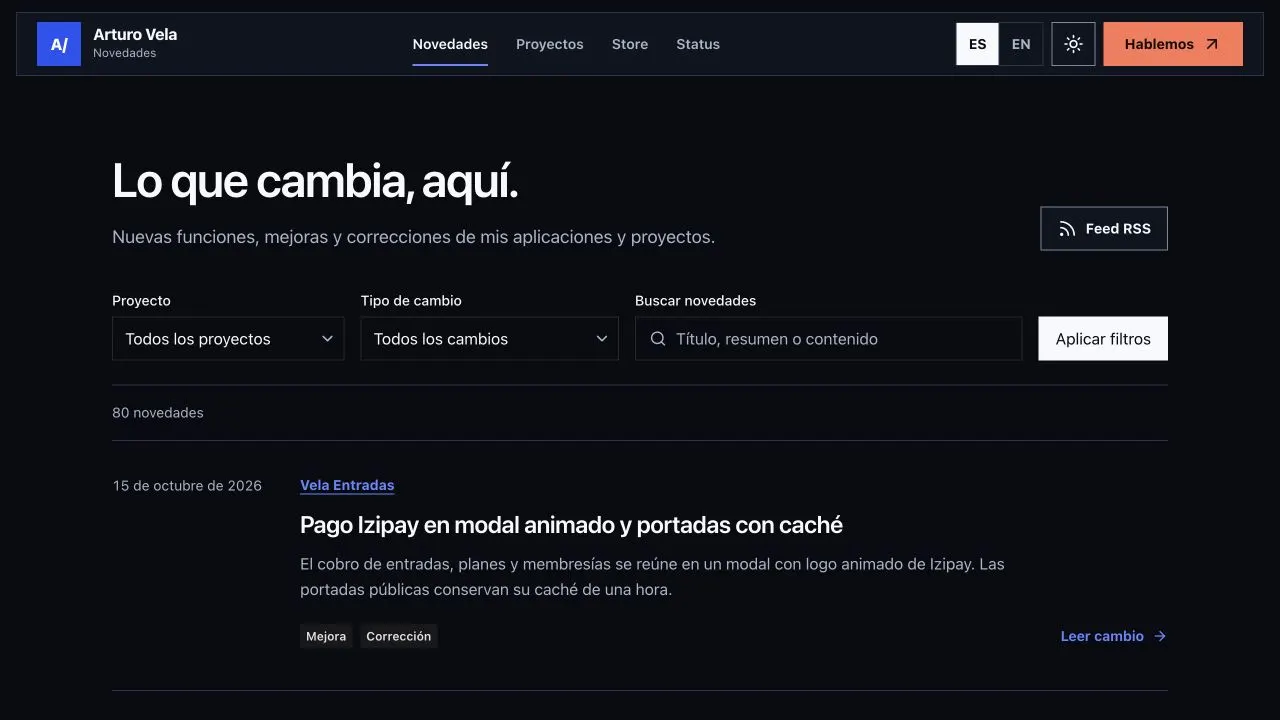 A/
Arturo Vela
Novedades
Novedades
Proyectos
Store
Status
ES
EN
Hablemos
Lo que cambia, aquí.
Nuevas funciones, mejoras y correcciones de mis aplicaciones y proyectos.
Feed RSS
Proyecto
Tipo de cambio
Buscar novedades
Todos los proyectos
Todos los cambios
Título, resumen o contenido
Aplicar filtros
80 novedades
15 de octubre de 2026
Vela Entradas
Pago Izipay en modal animado y portadas con caché
El cobro de entradas, planes y membresías se reúne en un modal con logo animado de Izipay. Las
portadas públicas conservan su caché de una hora.
Mejora
Corrección
Leer cambio